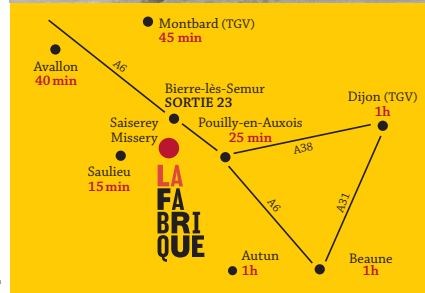 Montbard (TGV)
45 min
A6
Avallon
40 min
Bierre-lès-Semur
SORTIE 23
Dijon (TGV)
1h
Saiserey
Missery
Pouilly-en-Auxois
25 min
A38
Saulieu
15 min
LA
FA
BRI
QUE
A6
A31
Autun
1h
Beaune
1h